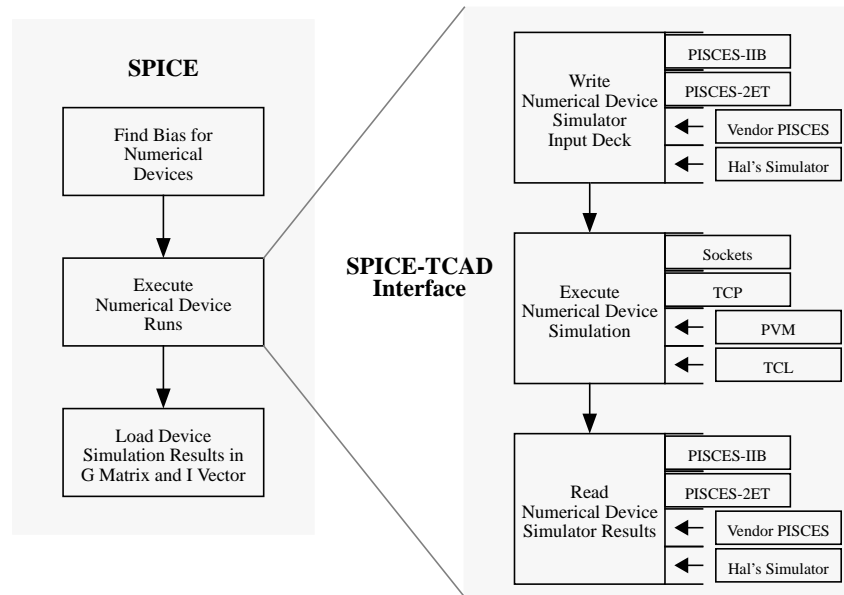 SPICE
Find Bias for
Numerical
Devices
Execute
Numerical Device
Runs
Load Device
Simulation Results in
G Matrix and I Vector
SPICE-TCAD
Interface
Write
Numerical Device
Simulator
Input Deck
PISCES-IIB
PISCES-2ET
Vendor PISCES
Hal's Simulator
Execute
Numerical Device
Simulation
Sockets
TCP
PVM
TCL
Read
Numerical Device
Simulator Results
PISCES-IIB
PISCES-2ET
Vendor PISCES
Hal's Simulator